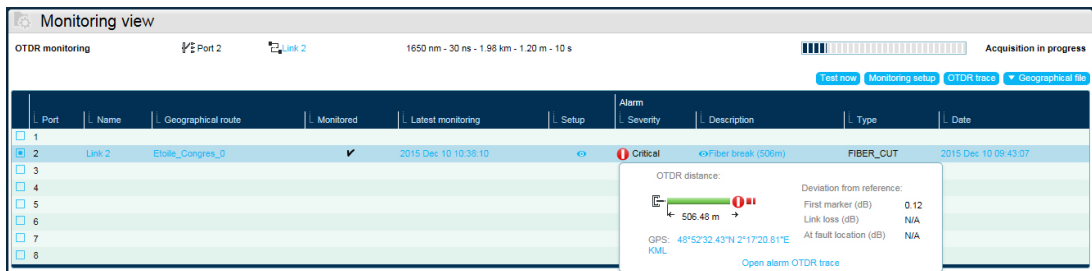 Monitoring view
OTDR monitoring Port 2 Link 2 1650 nm - 30 ns - 1.98 km - 1.20 m - 10 s Acquisition in progress
Test now Monitoring setup OTDR trace Geographical file
Alarm
Port Name Geographical route Monitored Latest monitoring Setup Severity Description Type Date
1
2 Link 2 Etoile_Congres_0 2015 Dec 10 10:38:10 Critical Fiber break (506m) FIBER_CUT 2015 Dec 10 09:43:07
3
4
5
6
7
8
OTDR distance:
506.48 m
GPS: 48°52'32.43"N 2°17'20.81"E
KML
Deviation from reference:
First marker (dB) 0.12
Link loss (dB) N/A
At fault location (dB) N/A
Open alarm OTDR trace